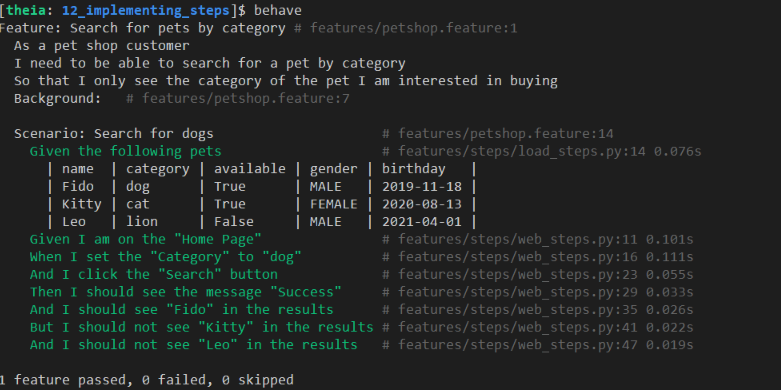 [theia: 12_implementing_steps]$ behave
Feature: Search for pets by category # features/petshop.feature:1
  As a pet shop customer
  I need to be able to search for a pet by category
  So that I only see the category of the pet I am interested in buying
  Background:   # features/petshop.feature:7

  Scenario: Search for dogs                     # features/petshop.feature:14
    Given the following pets                    # features/steps/load_steps.py:14 0.076s
      | name  | category | available | gender | birthday   |
      | Fido  | dog      | True      | MALE   | 2019-11-18 |
      | Kitty | cat      | True      | FEMALE | 2020-08-13 |
      | Leo   | lion     | False     | MALE   | 2021-04-01 |
    Given I am on the "Home Page"               # features/steps/web_steps.py:11 0.101s
    When I set the "Category" to "dog"          # features/steps/web_steps.py:16 0.111s
    And I click the "Search" button             # features/steps/web_steps.py:23 0.055s
    Then I should see the message "Success"     # features/steps/web_steps.py:29 0.033s
    And I should see "Fido" in the results      # features/steps/web_steps.py:35 0.026s
    But I should not see "Kitty" in the results # features/steps/web_steps.py:41 0.022s
    And I should not see "Leo" in the results   # features/steps/web_steps.py:47 0.019s

1 feature passed, 0 failed, 0 skipped